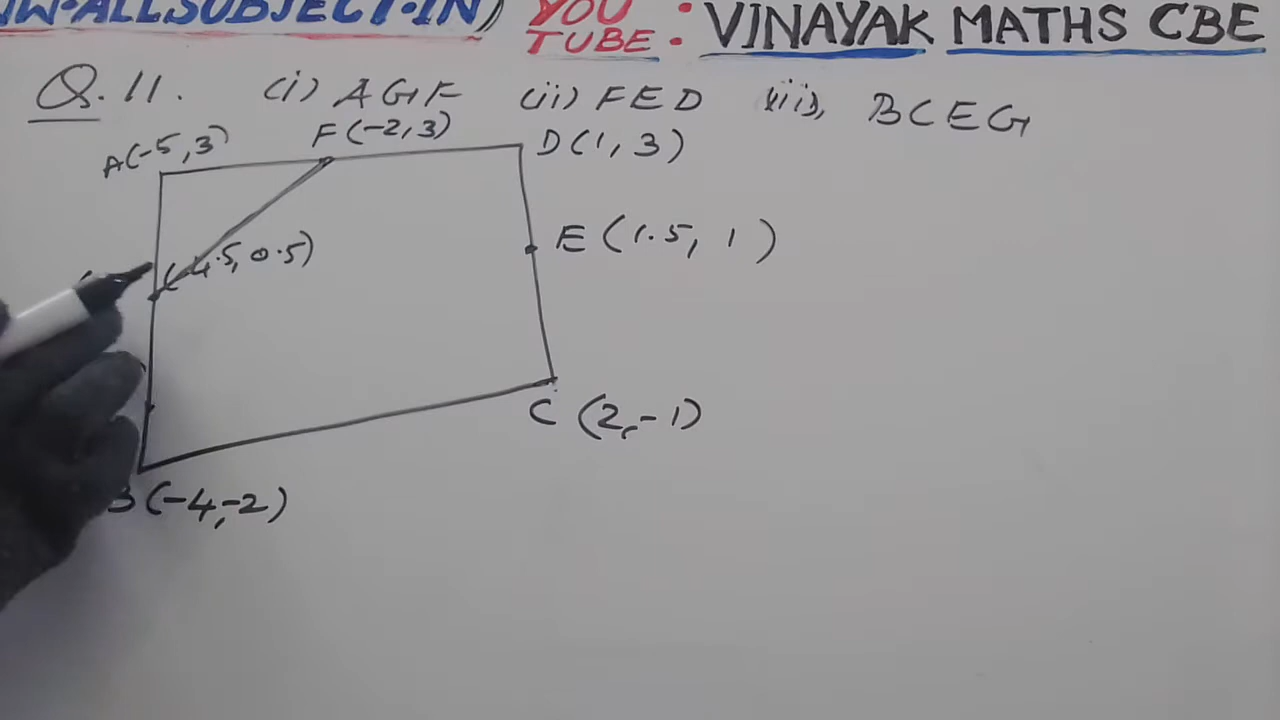 W.ALLSUBJECT.IN) YOU TUBE: VINAYAK MATHS CBE
Q.11. (i) AGF (ii) FED (iii), BCEG
A(-5,3) F(-2,3) D(1,3)
(-4.5,0.5) E(1.5, 1)
C (2,-1)
B(-4,-2)